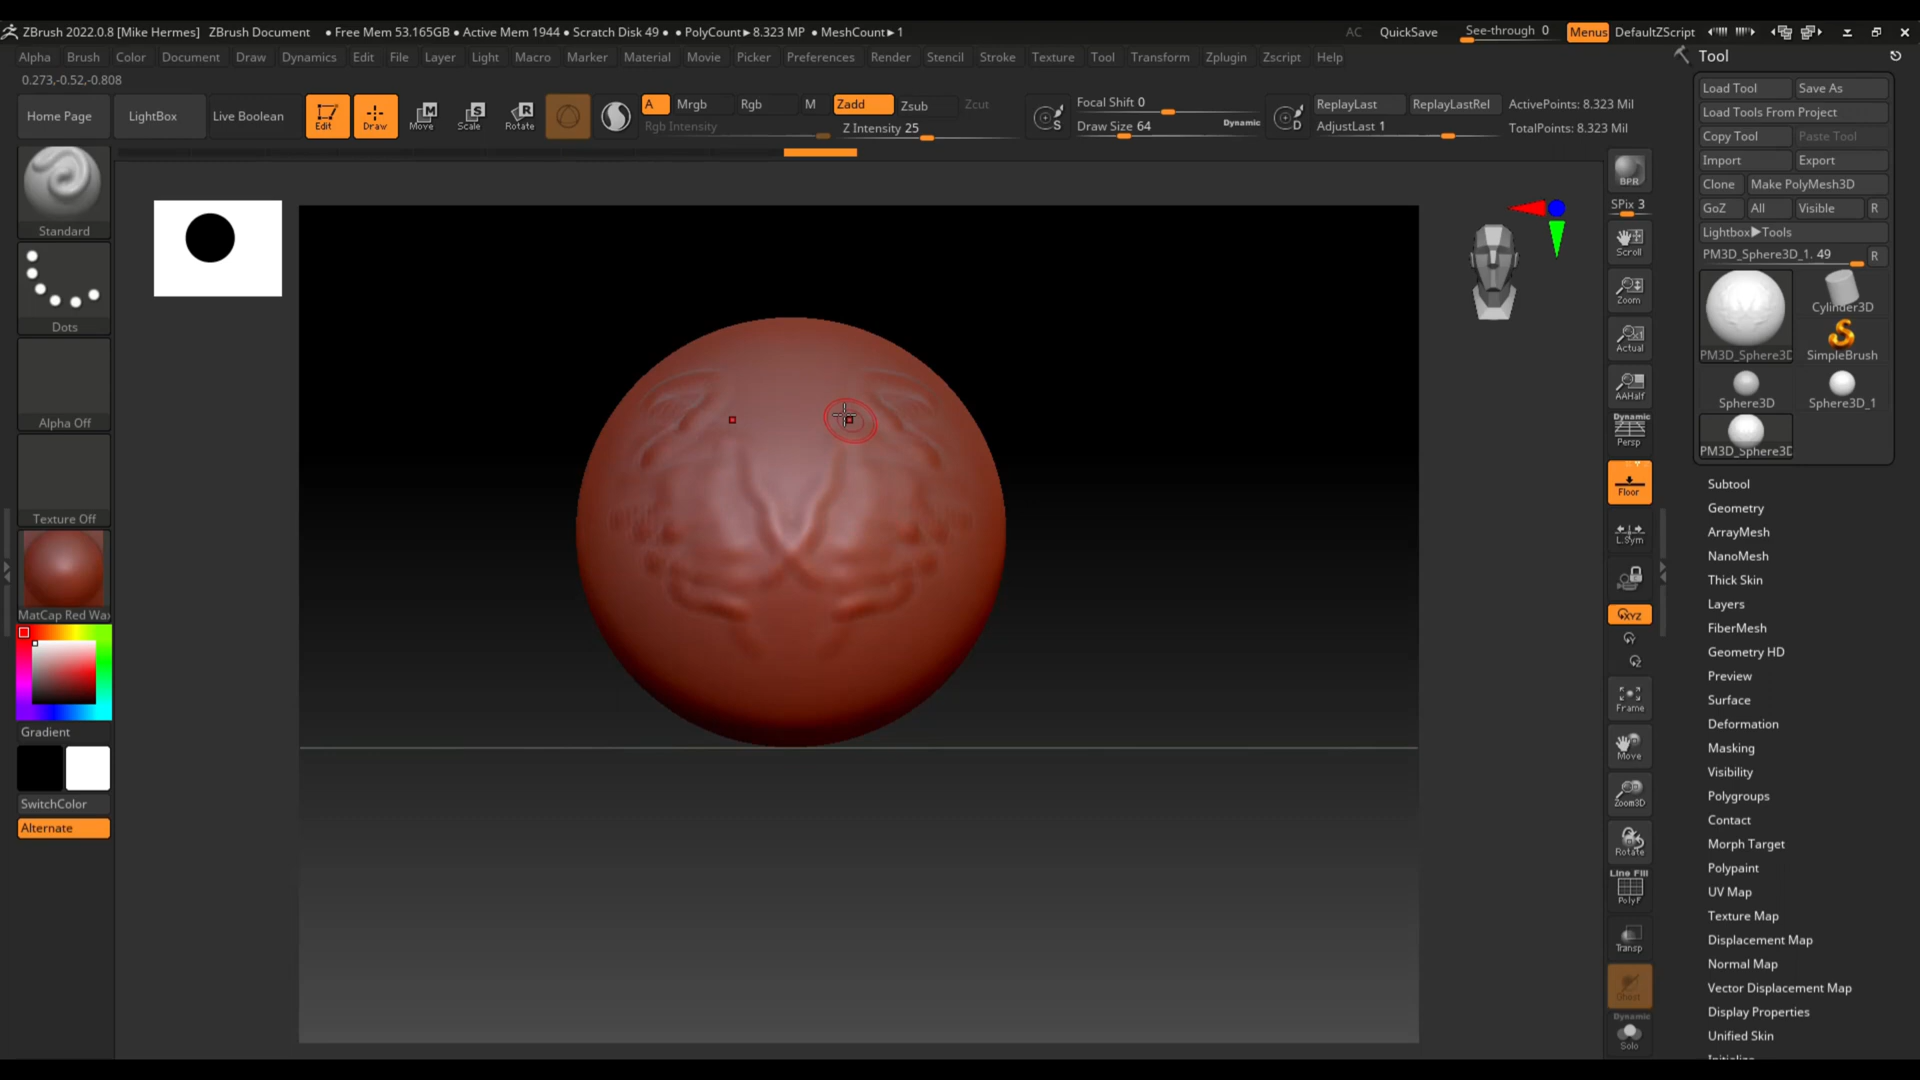 ZBrush 2022.0.8 [Mike Hermes] ZBrush Document • Free Mem 53.165GB • Active Mem 1944 • Scratch Disk 49 • • PolyCount▶8.323 MP • MeshCount▶1 AC QuickSave See-through 0 Menus DefaultZScript
Alpha Brush Color Document Draw Dynamics Edit File Layer Light Macro Marker Material Movie Picker Preferences Render Stencil Stroke Texture Tool Transform Zplugin Zscript Help
0.273,-0.52,-0.808
Home Page LightBox Live Boolean Edit Draw Move Scale Rotate
M S R
A Mrgb Rgb M Zadd Zsub Zcut
Rgb Intensity Z Intensity 25
S Focal Shift 0
Draw Size 64 Dynamic
D ReplayLast ReplayLastRel ActivePoints: 8.323 Mil
AdjustLast 1 TotalPoints: 8.323 Mil
Standard
Dots
Alpha Off
Texture Off
MatCap Red Wax
Gradient
SwitchColor
Alternate
BPR
SPix 3
Scroll
Zoom
Actual
AAHalf
Dynamic
Persp
Floor
L.Sym
XYZ
Y
Z
Frame
Move
Zoom3D
Rotate
Line Fill
PolyF
Transp
Ghost
Dynamic
Solo
Tool
Load Tool Save As
Load Tools From Project
Copy Tool Paste Tool
Import Export
Clone Make PolyMesh3D
GoZ All Visible R
Lightbox▶Tools
PM3D_Sphere3D_1. 49 R
PM3D_Sphere3D Cylinder3D
SimpleBrush
Sphere3D Sphere3D_1
PM3D_Sphere3D
Subtool
Geometry
ArrayMesh
NanoMesh
Thick Skin
Layers
FiberMesh
Geometry HD
Preview
Surface
Deformation
Masking
Visibility
Polygroups
Contact
Morph Target
Polypaint
UV Map
Texture Map
Displacement Map
Normal Map
Vector Displacement Map
Display Properties
Unified Skin